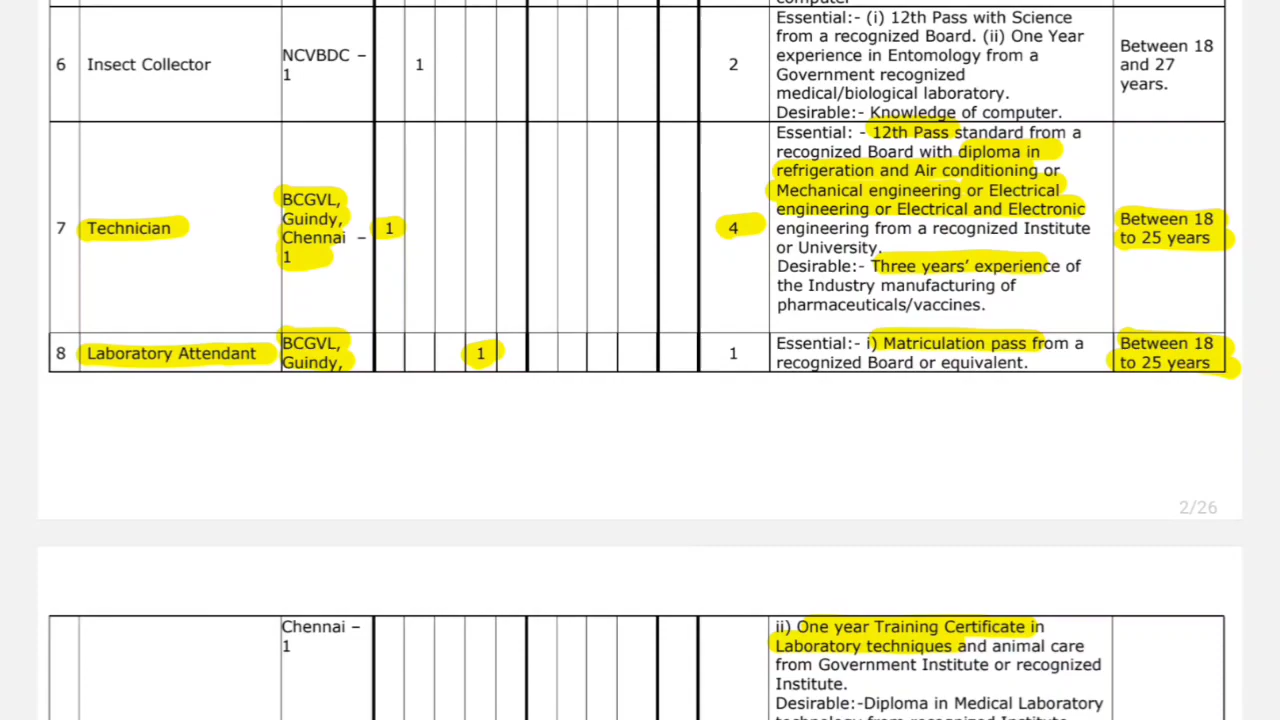 computer
6
Insect Collector
NCVBDC –
1
1
2
Essential:- (i) 12th Pass with Science
from a recognized Board. (ii) One Year
experience in Entomology from a
Government recognized
medical/biological laboratory.
Desirable:- Knowledge of computer.
Between 18
and 27
years.
7
Technician
BCGVL,
Guindy,
Chennai –
1
1
4
Essential: - 12th Pass standard from a
recognized Board with diploma in
refrigeration and Air conditioning or
Mechanical engineering or Electrical
engineering or Electrical and Electronic
engineering from a recognized Institute
or University.
Desirable:- Three years’ experience of
the Industry manufacturing of
pharmaceuticals/vaccines.
Between 18
to 25 years
8
Laboratory Attendant
BCGVL,
Guindy,
1
1
Essential:- i) Matriculation pass from a
recognized Board or equivalent.
Between 18
to 25 years
2/26
Chennai –
1
ii) One year Training Certificate in
Laboratory techniques and animal care
from Government Institute or recognized
Institute.
Desirable:-Diploma in Medical Laboratory
technology from recognized Institute